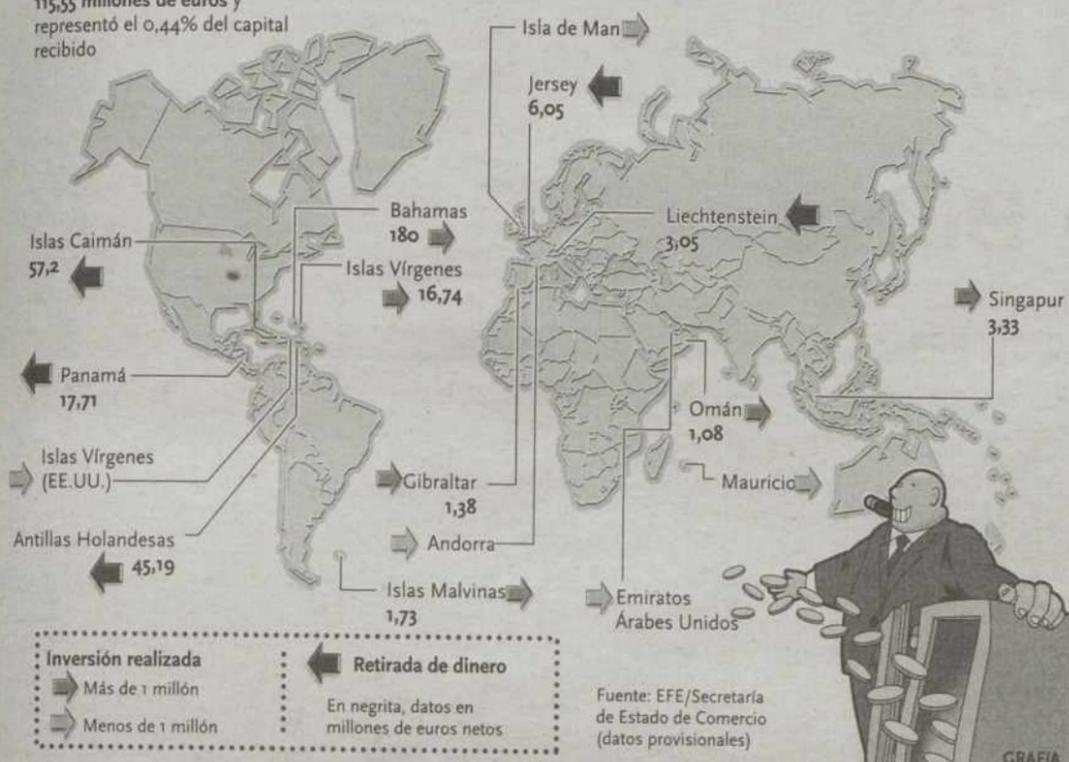 115,55 millones de euros y
representó el 0,44% del capital
recibido
Isla de Man
Jersey
6,05
Bahamas
180
Liechtenstein
3,05
Islas Caimán
57,2
Islas Vírgenes
16,74
Singapur
3,33
Panamá
17,71
Omán
1,08
Islas Vírgenes
(EE.UU.)
Gibraltar
1,38
Mauricio
Antillas Holandesas
45,19
Andorra
Islas Malvinas
1,73
Emiratos
Árabes Unidos
Inversión realizada
Más de 1 millón
Menos de 1 millón
Retirada de dinero
En negrita, datos en
millones de euros netos
Fuente: EFE/Secretaría
de Estado de Comercio
(datos provisionales)
GRAFIA